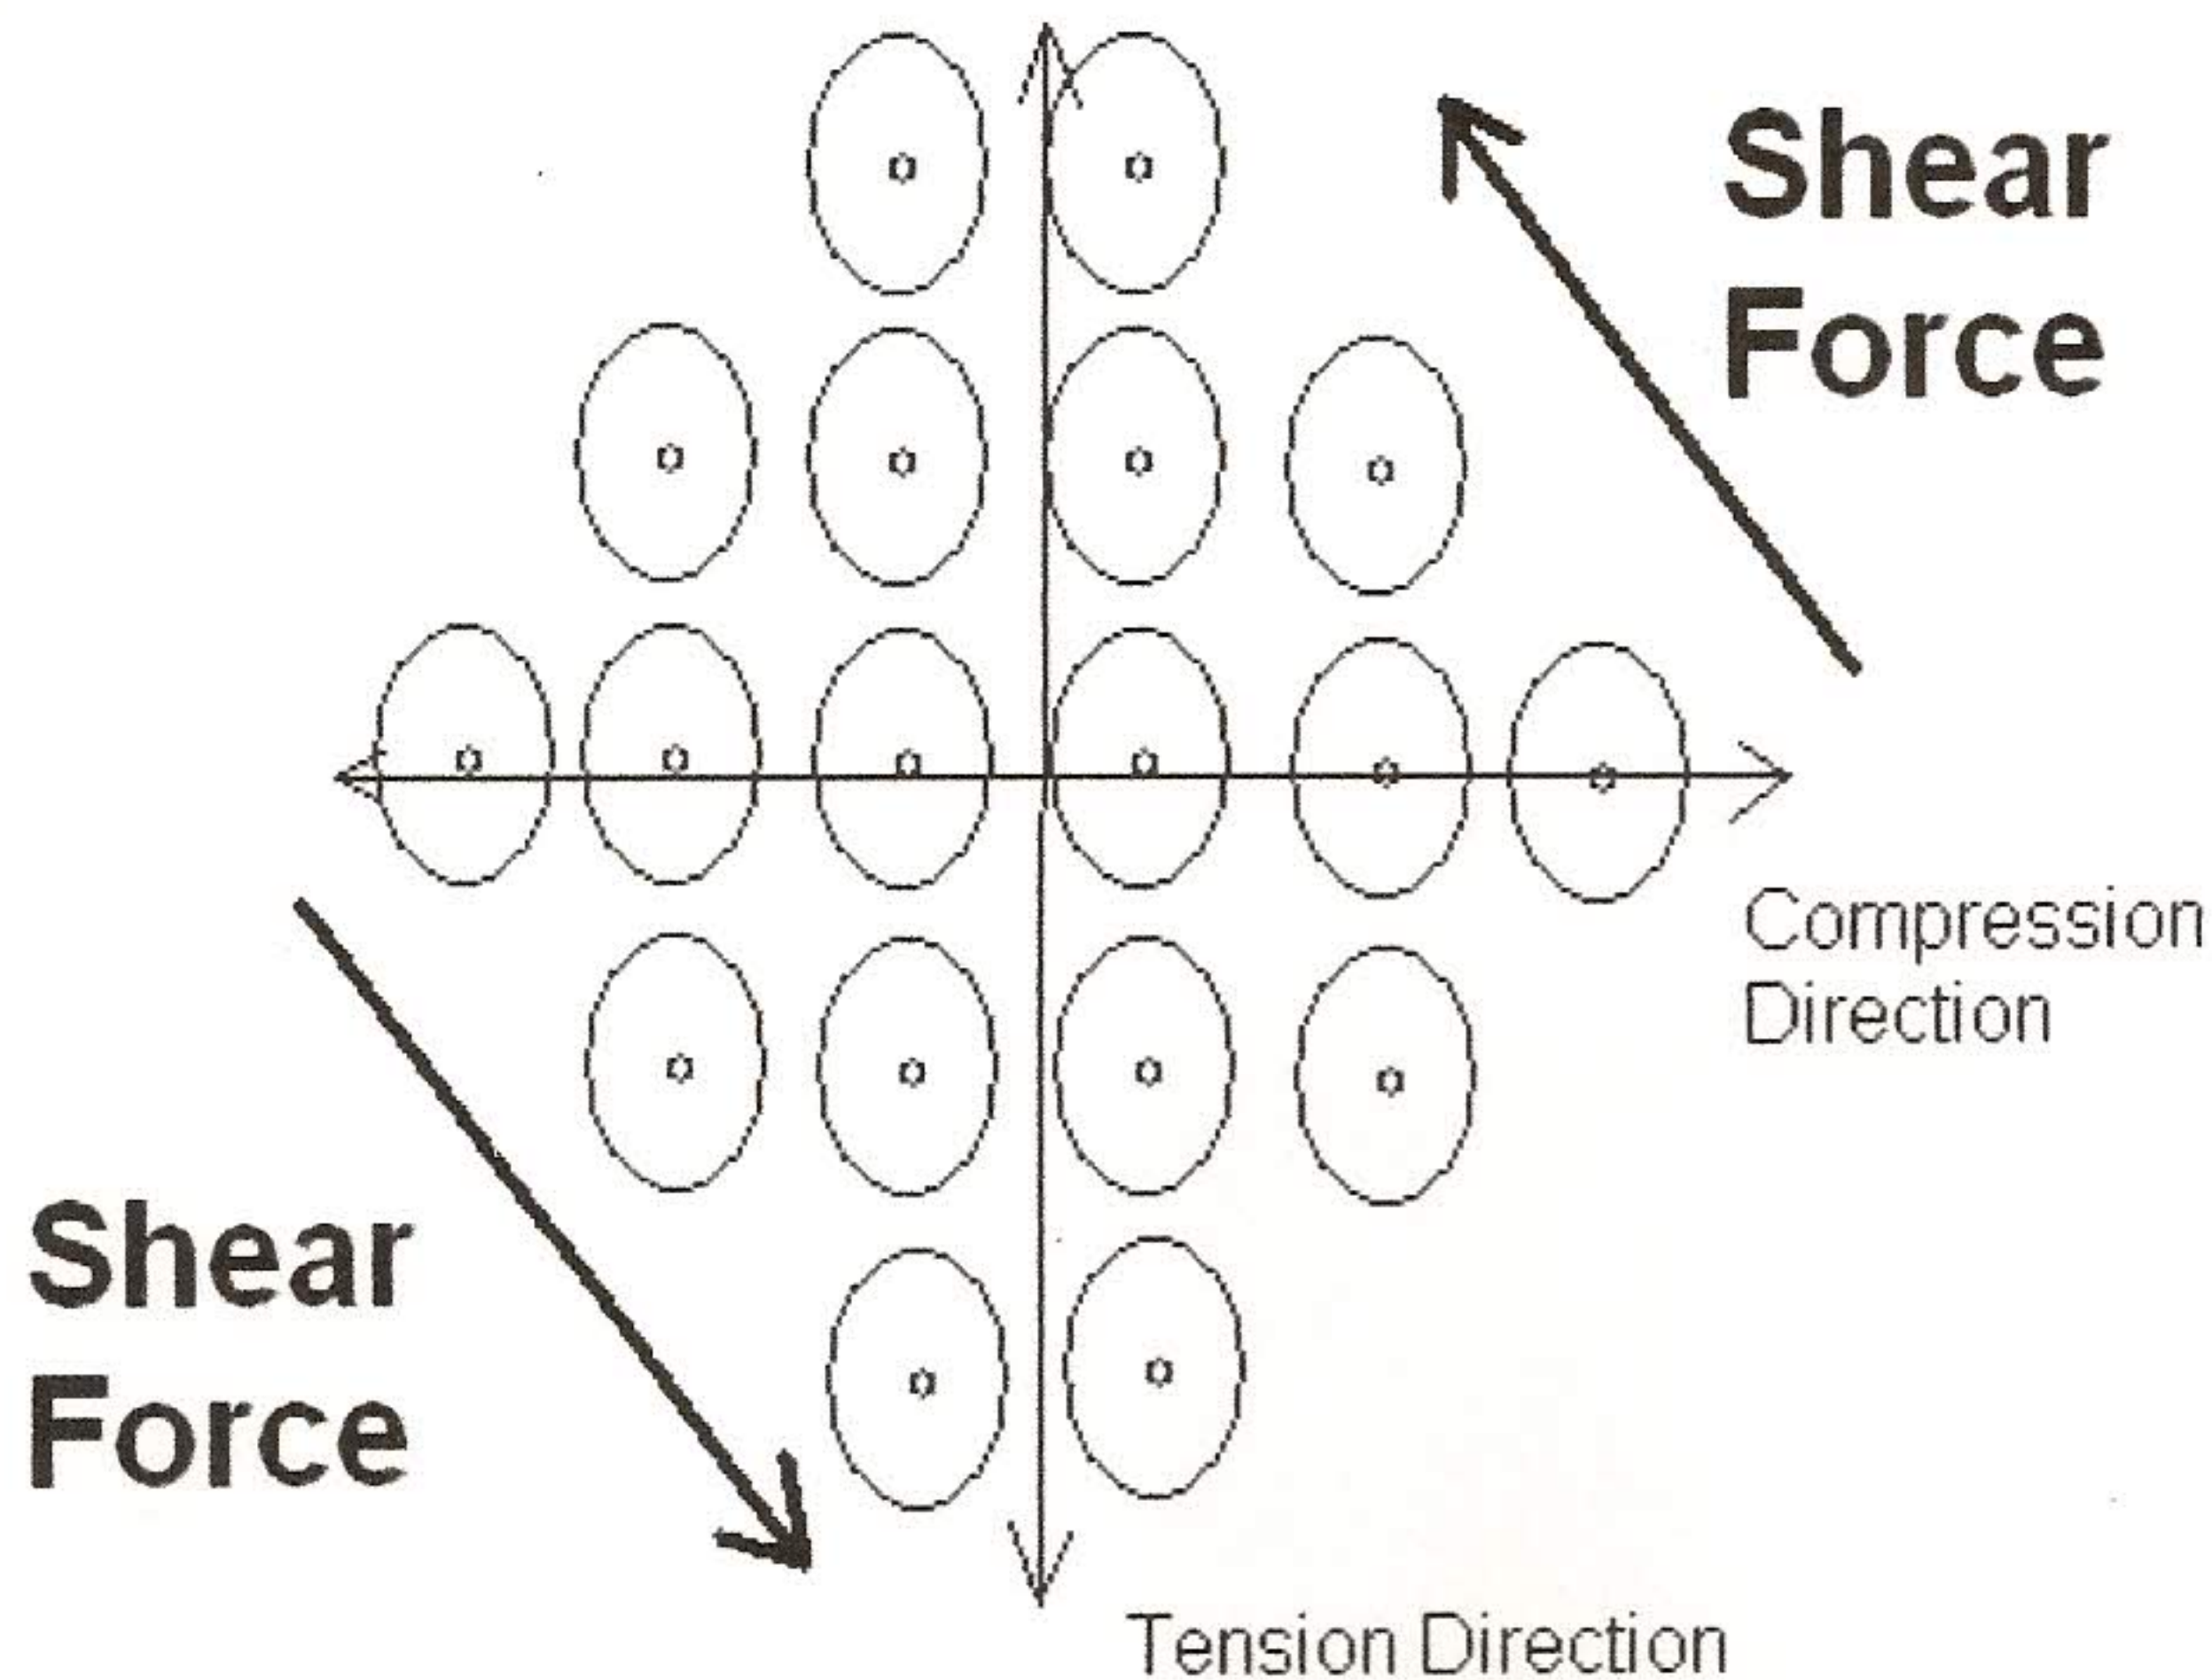 Shear
Force
Compression
Direction
Shear
Force
Tension Direction